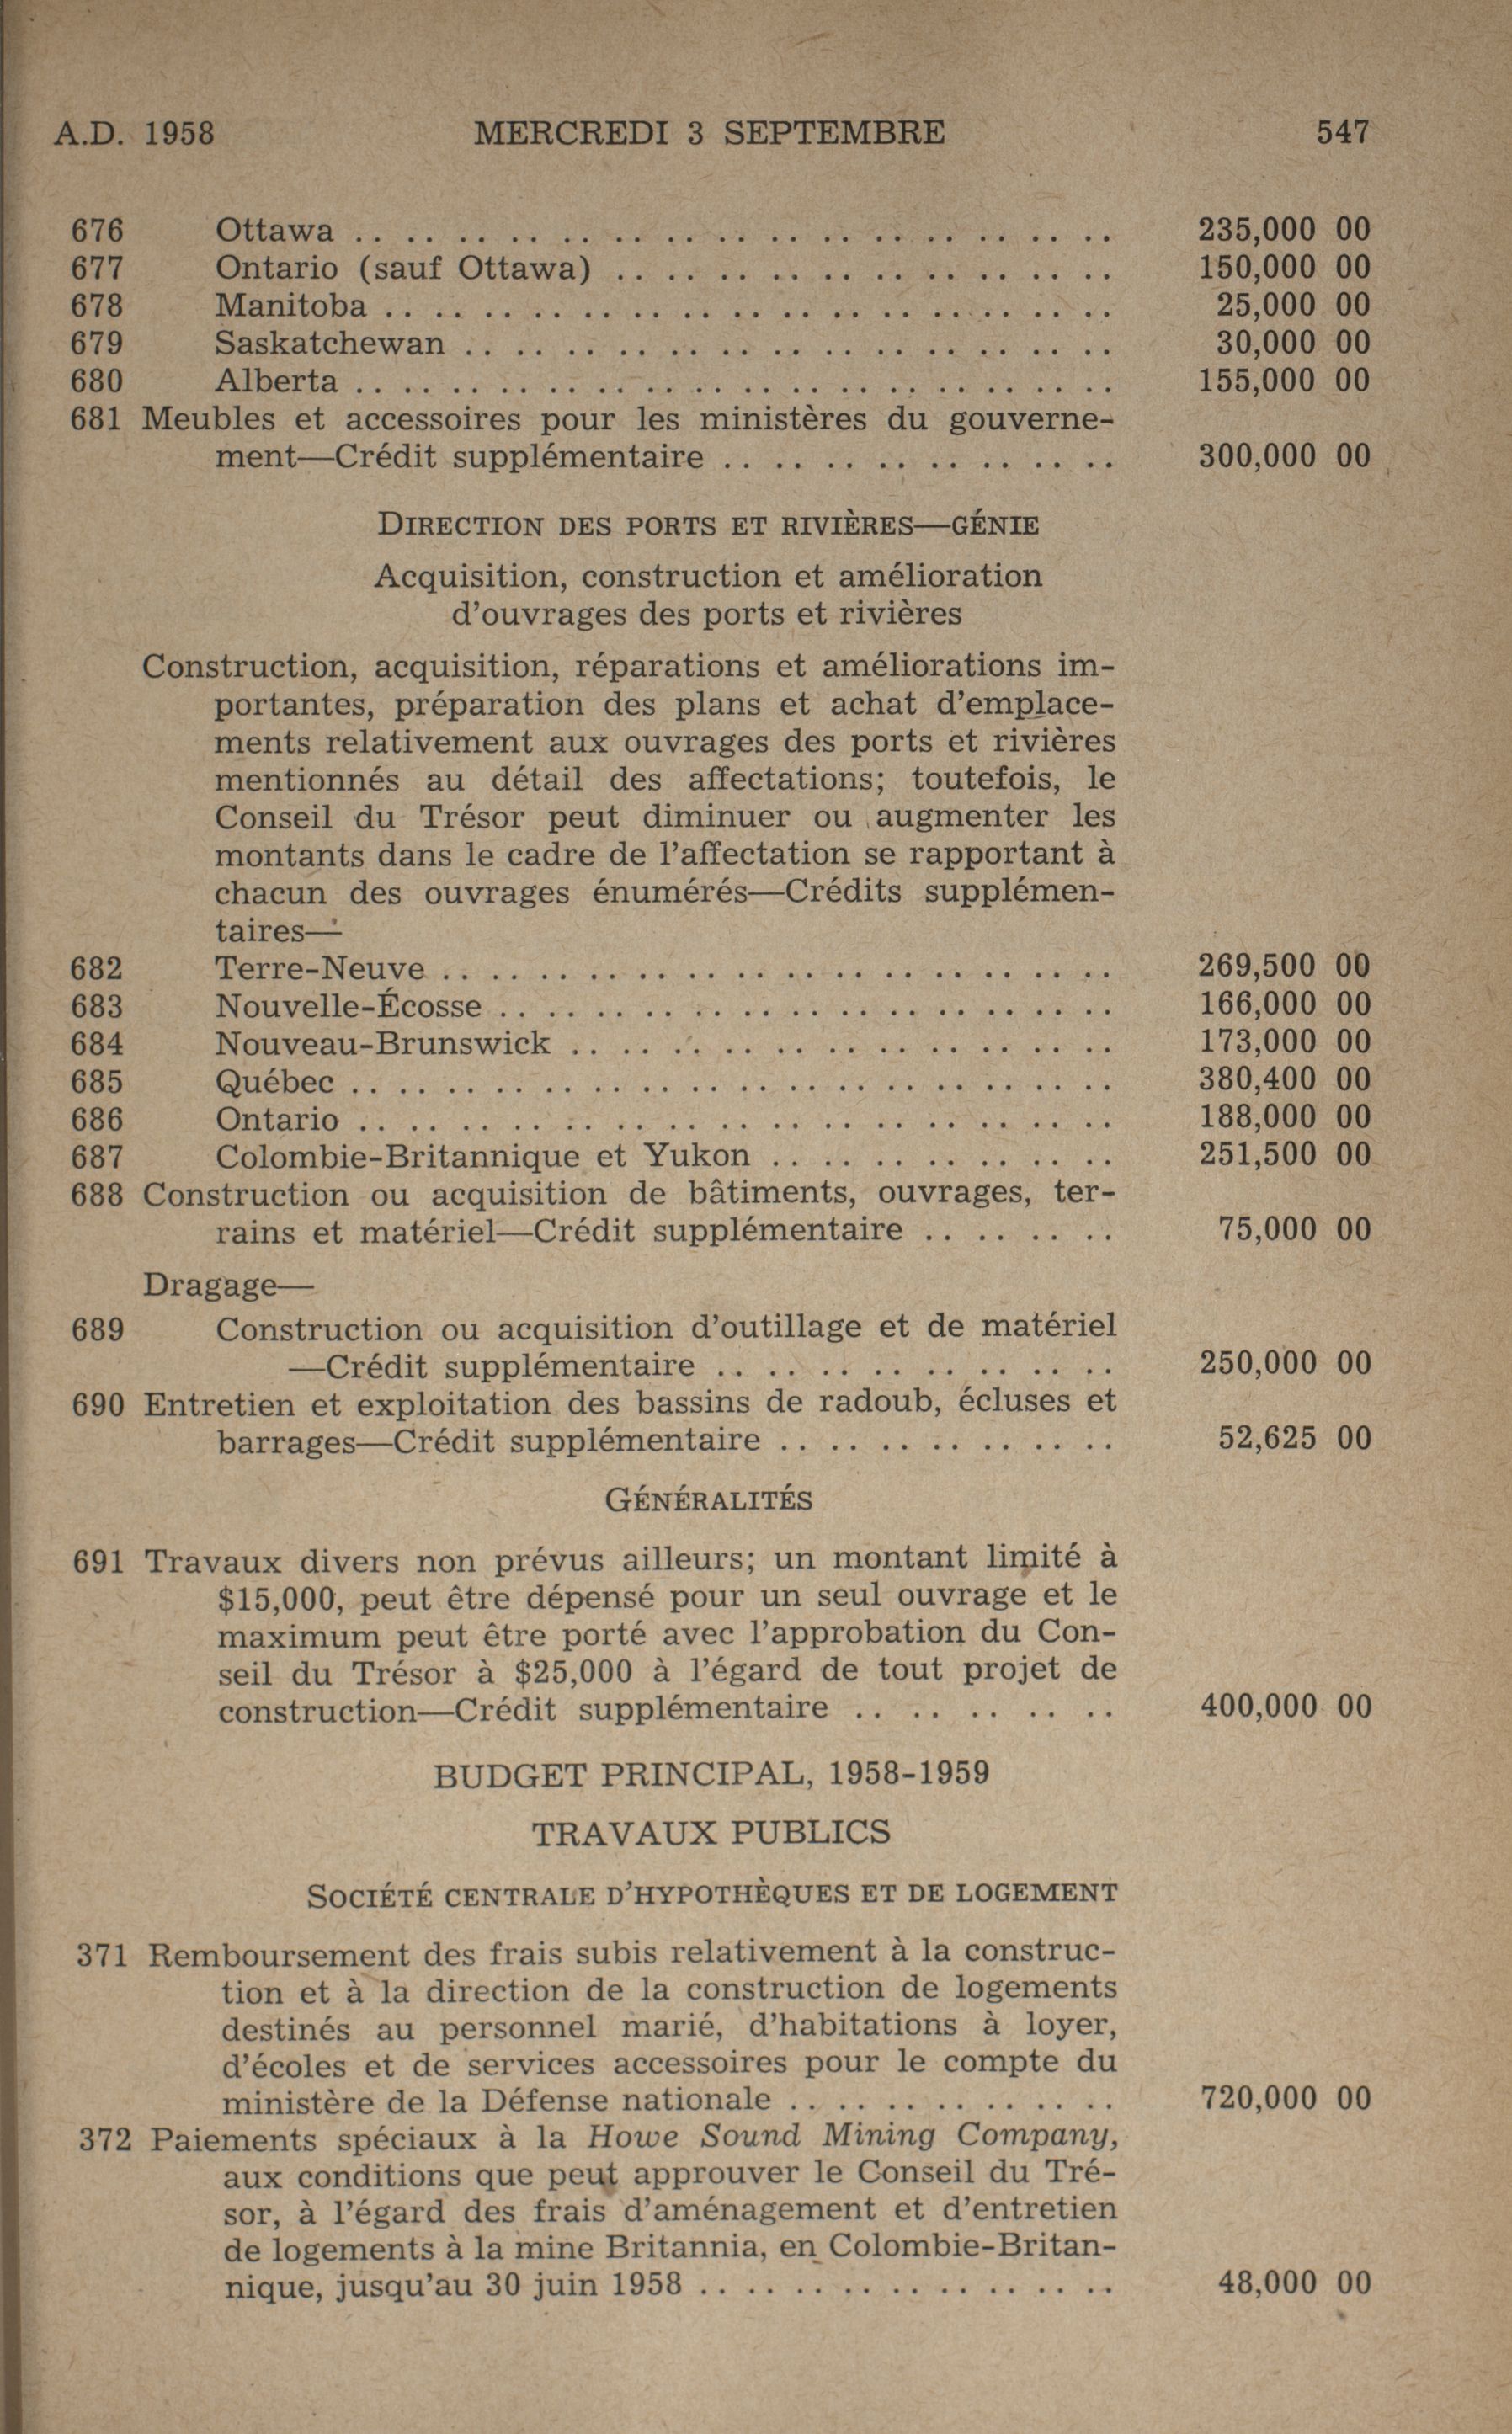 A.D. 1958 MERCREDI 3 SEPTEMBRE 547
676 Ottawa . . . . . . . . . . . . . . . . . . . . . . . . . . . . . . 235,000 00
677 Ontario (sauf Ottawa) . . . . . . . . . . . . . . . . . . . . 150,000 00
678 Manitoba . . . . . . . . . . . . . . . . . . . . . . . . . . . . . . 25,000 00
679 Saskatchewan . . . . . . . . . . . . . . . . . . . . . . . . . . 30,000 00
680 Alberta . . . . . . . . . . . . . . . . . . . . . . . . . . . . . . . . 155,000 00
681 Meubles et accessoires pour les ministères du gouverne-
ment—Crédit supplémentaire . . . . . . . . . . . . . . . . 300,000 00
DIRECTION DES PORTS ET RIVIÈRES—GÉNIE
Acquisition, construction et amélioration
d'ouvrages des ports et rivières
Construction, acquisition, réparations et améliorations im-
portantes, préparation des plans et achat d'emplace-
ments relativement aux ouvrages des ports et rivières
mentionnés au détail des affectations; toutefois, le
Conseil du Trésor peut diminuer ou augmenter les
montants dans le cadre de l'affectation se rapportant à
chacun des ouvrages énumérés—Crédits supplémen-
taires—
682 Terre-Neuve . . . . . . . . . . . . . . . . . . . . . . . . . . . . 269,500 00
683 Nouvelle-Écosse . . . . . . . . . . . . . . . . . . . . . . . . . . 166,000 00
684 Nouveau-Brunswick . . . . . . . . . . . . . . . . . . . . . . 173,000 00
685 Québec . . . . . . . . . . . . . . . . . . . . . . . . . . . . . . . . 380,400 00
686 Ontario . . . . . . . . . . . . . . . . . . . . . . . . . . . . . . 188,000 00
687 Colombie-Britannique et Yukon . . . . . . . . . . . . . . 251,500 00
688 Construction ou acquisition de bâtiments, ouvrages, ter-
rains et matériel—Crédit supplémentaire . . . . . . . . 75,000 00
Dragage—
689 Construction ou acquisition d'outillage et de matériel
—Crédit supplémentaire . . . . . . . . . . . . . . . . 250,000 00
690 Entretien et exploitation des bassins de radoub, écluses et
barrages—Crédit supplémentaire . . . . . . . . . . . . . . 52,625 00
GÉNÉRALITÉS
691 Travaux divers non prévus ailleurs; un montant limité à
$15,000, peut être dépensé pour un seul ouvrage et le
maximum peut être porté avec l'approbation du Con-
seil du Trésor à $25,000 à l'égard de tout projet de
construction—Crédit supplémentaire . . . . . . . . . . 400,000 00
BUDGET PRINCIPAL, 1958-1959
TRAVAUX PUBLICS
SOCIÉTÉ CENTRALE D'HYPOTHÈQUES ET DE LOGEMENT
371 Remboursement des frais subis relativement à la construc-
tion et à la direction de la construction de logements
destinés au personnel marié, d'habitations à loyer,
d'écoles et de services accessoires pour le compte du
ministère de la Défense nationale . . . . . . . . . . . . . . 720,000 00
372 Paiements spéciaux à la Howe Sound Mining Company,
aux conditions que peut approuver le Conseil du Tré-
sor, à l'égard des frais d'aménagement et d'entretien
de logements à la mine Britannia, en Colombie-Britan-
nique, jusqu'au 30 juin 1958 . . . . . . . . . . . . . . . . . . 48,000 00